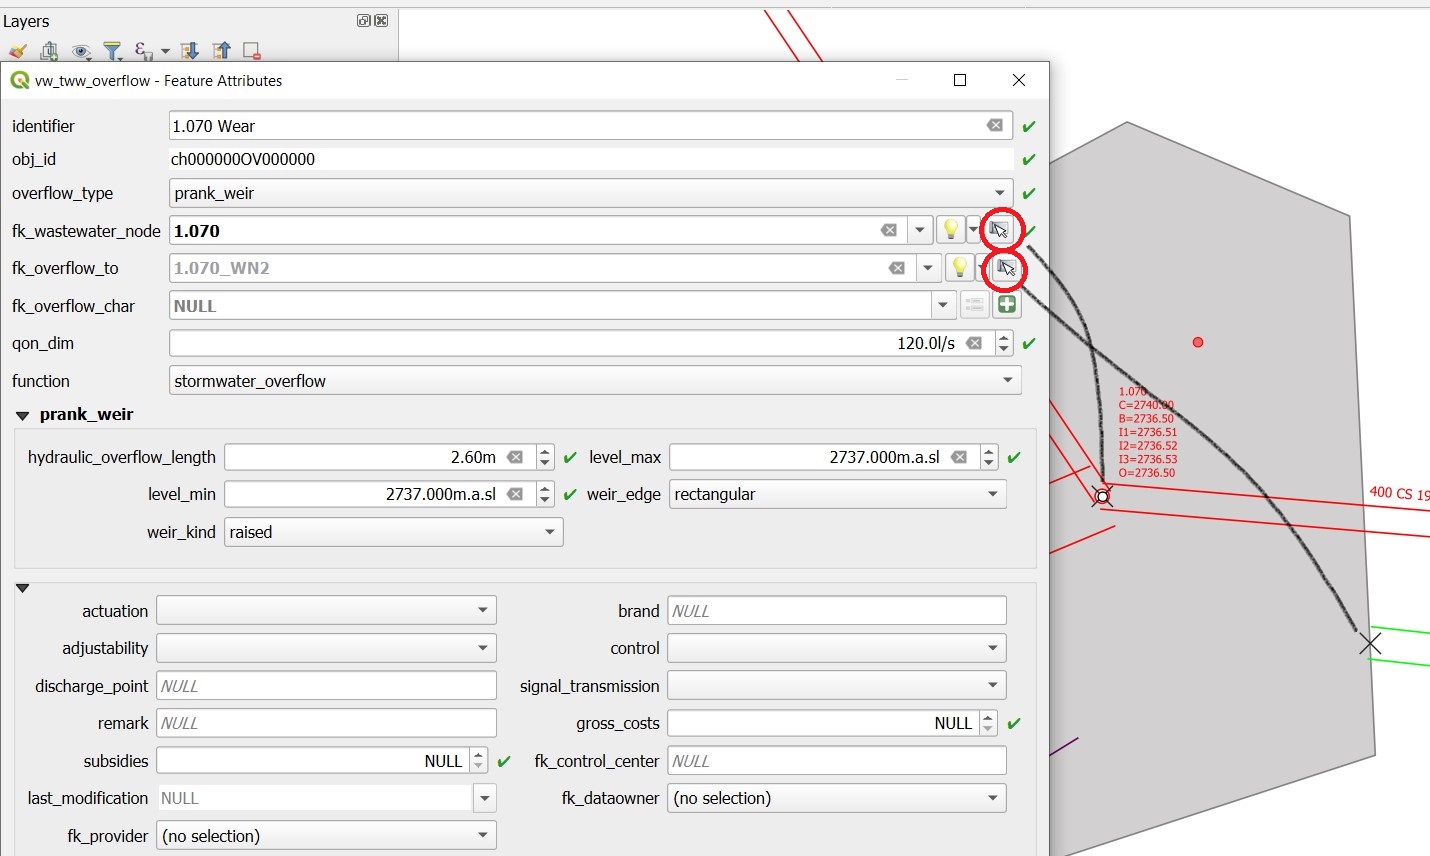 Layers
vw_tww_overflow - Feature Attributes
identifier 1.070 Wear
obj_id ch000000OV000000
overflow_type prank_weir
fk_wastewater_node 1.070
fk_overflow_to 1.070_WN2
fk_overflow_char NULL
qon_dim 120.0l/s
function stormwater_overflow
prank_weir
hydraulic_overflow_length 2.60m level_max 2737.000m.a.sl
level_min 2737.000m.a.sl weir_edge rectangular
weir_kind raised
actuation brand NULL
adjustability control
discharge_point NULL signal_transmission
remark NULL gross_costs NULL
subsidies NULL fk_control_center NULL
last_modification NULL fk_dataowner (no selection)
fk_provider (no selection)
1.070
C=2740.00
B=2736.50
I1=2736.51
I2=2736.52
I3=2736.53
O=2736.50
400 CS 19